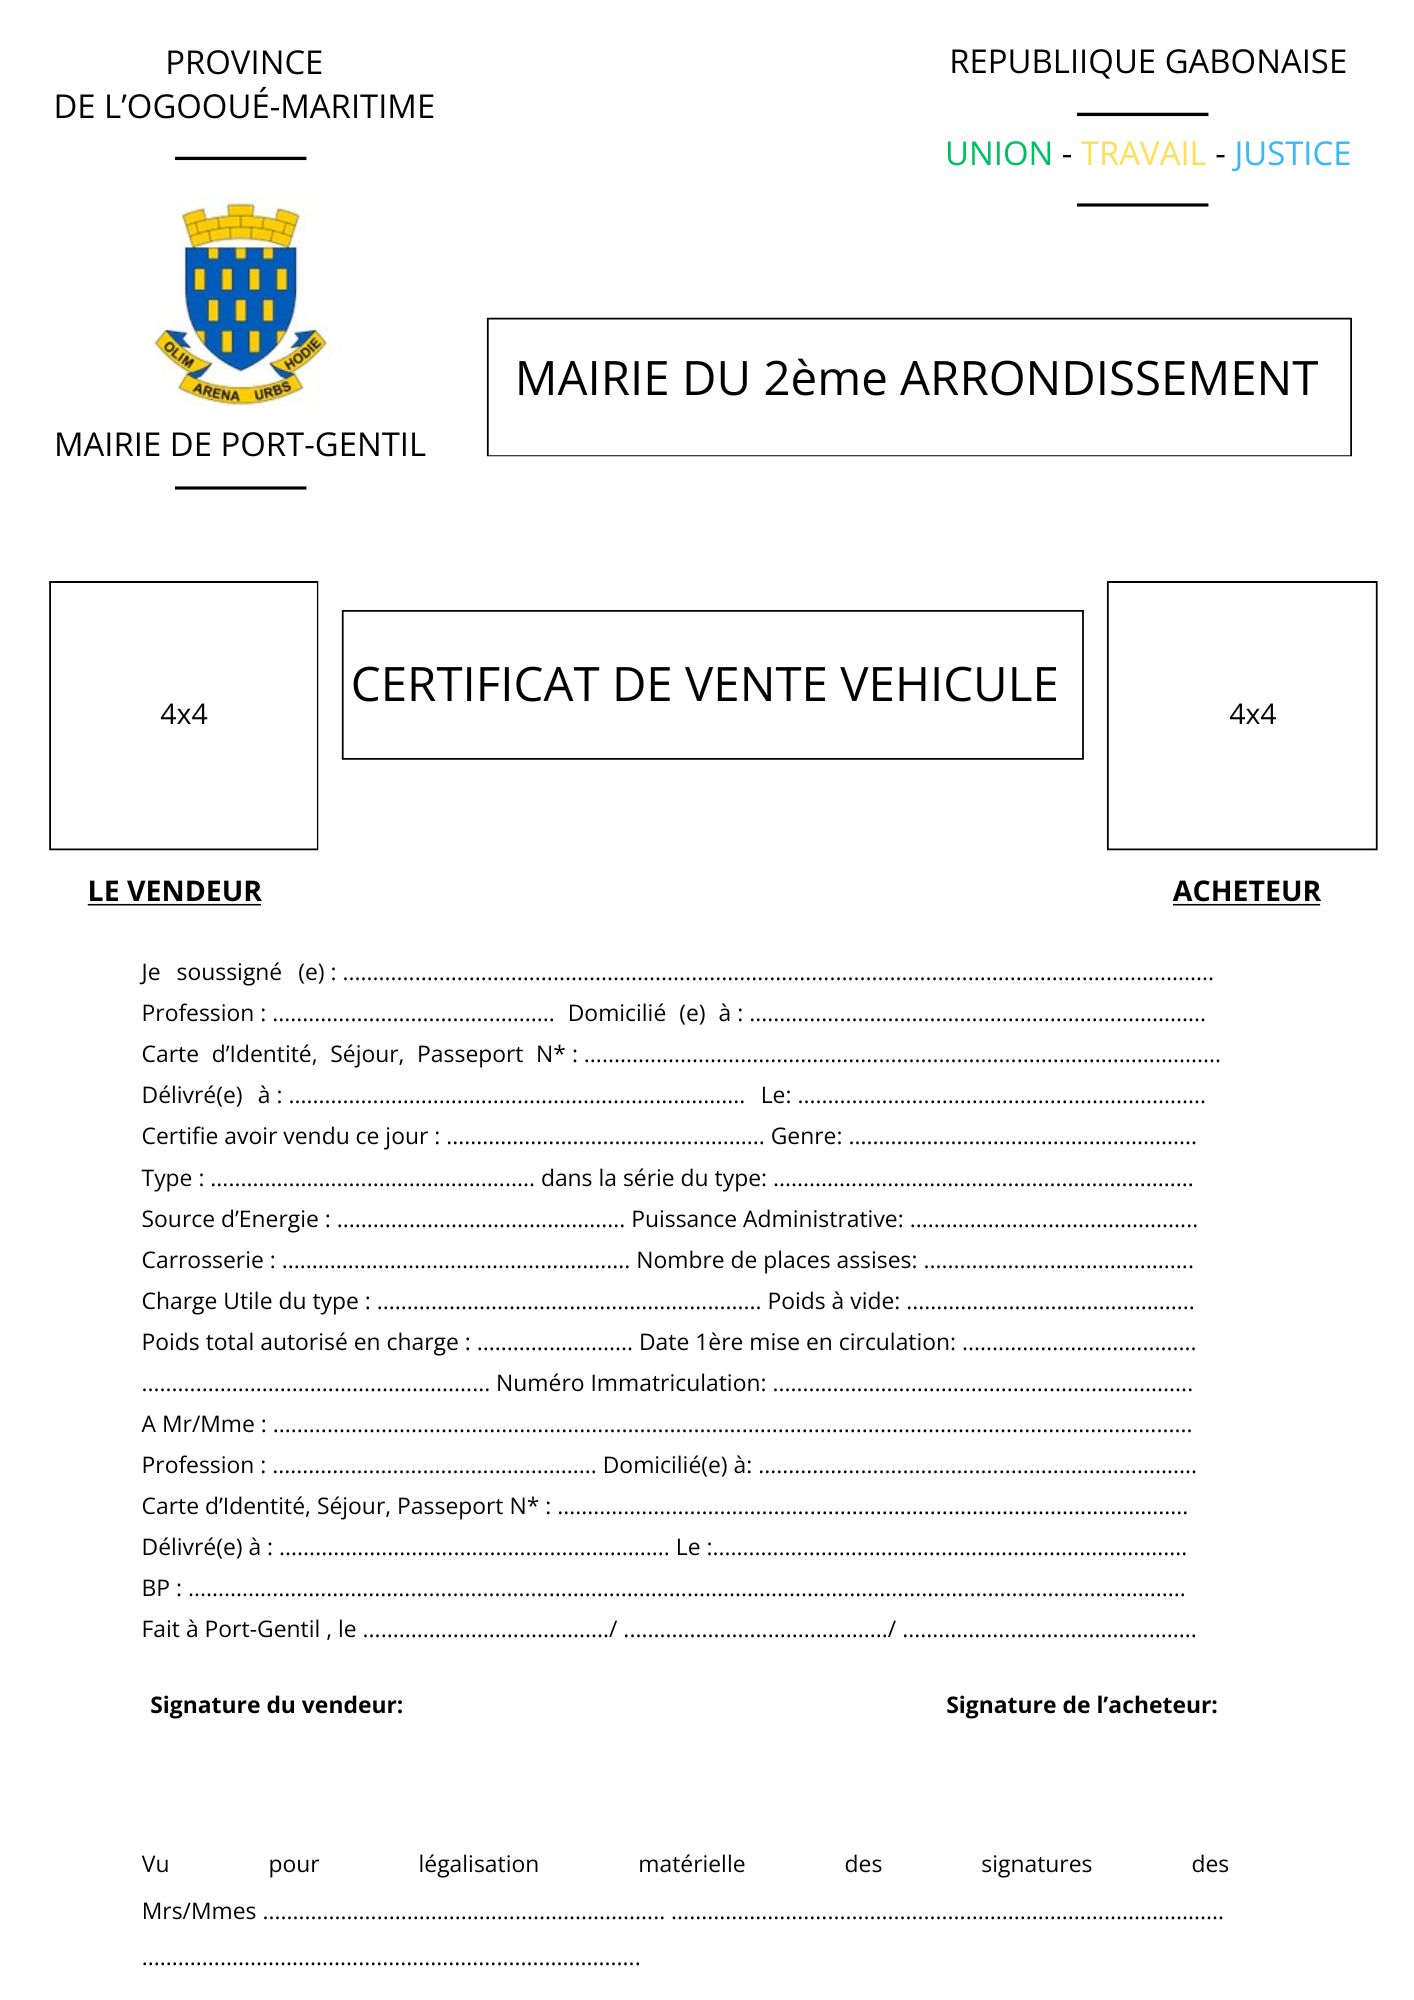 PROVINCE
DE L’OGOOUÉ-MARITIME
REPUBLIIQUE GABONAISE
UNION - TRAVAIL - JUSTICE
OLIM ARENA URBS HODIE
MAIRIE DE PORT-GENTIL
MAIRIE DU 2ème ARRONDISSEMENT
4x4
CERTIFICAT DE VENTE VEHICULE
4x4
LE VENDEUR
ACHETEUR
Je soussigné (e) : ..........................................................................................................................
Profession : ............................................... Domicilié (e) à : ............................................................................
Carte d’Identité, Séjour, Passeport N* : ..........................................................................................................
Délivré(e) à : ............................................................................ Le: ....................................................................
Certifie avoir vendu ce jour : ..................................................... Genre: ..........................................................
Type : ...................................................... dans la série du type: ......................................................................
Source d’Energie : ................................................ Puissance Administrative: ................................................
Carrosserie : .......................................................... Nombre de places assises: .............................................
Charge Utile du type : ................................................................ Poids à vide: ................................................
Poids total autorisé en charge : .......................... Date 1ère mise en circulation: .......................................
.......................................................... Numéro Immatriculation: ......................................................................
A Mr/Mme : .........................................................................................................................................................
Profession : ...................................................... Domicilié(e) à: .........................................................................
Carte d’Identité, Séjour, Passeport N* : .........................................................................................................
Délivré(e) à : ................................................................. Le :...............................................................................
BP : ......................................................................................................................................................................
Fait à Port-Gentil , le ........................................./ ............................................/ .................................................
Signature du vendeur:
Signature de l’acheteur:
Vu pour légalisation matérielle des signatures des
Mrs/Mmes ................................................................... ............................................................................................
...................................................................................